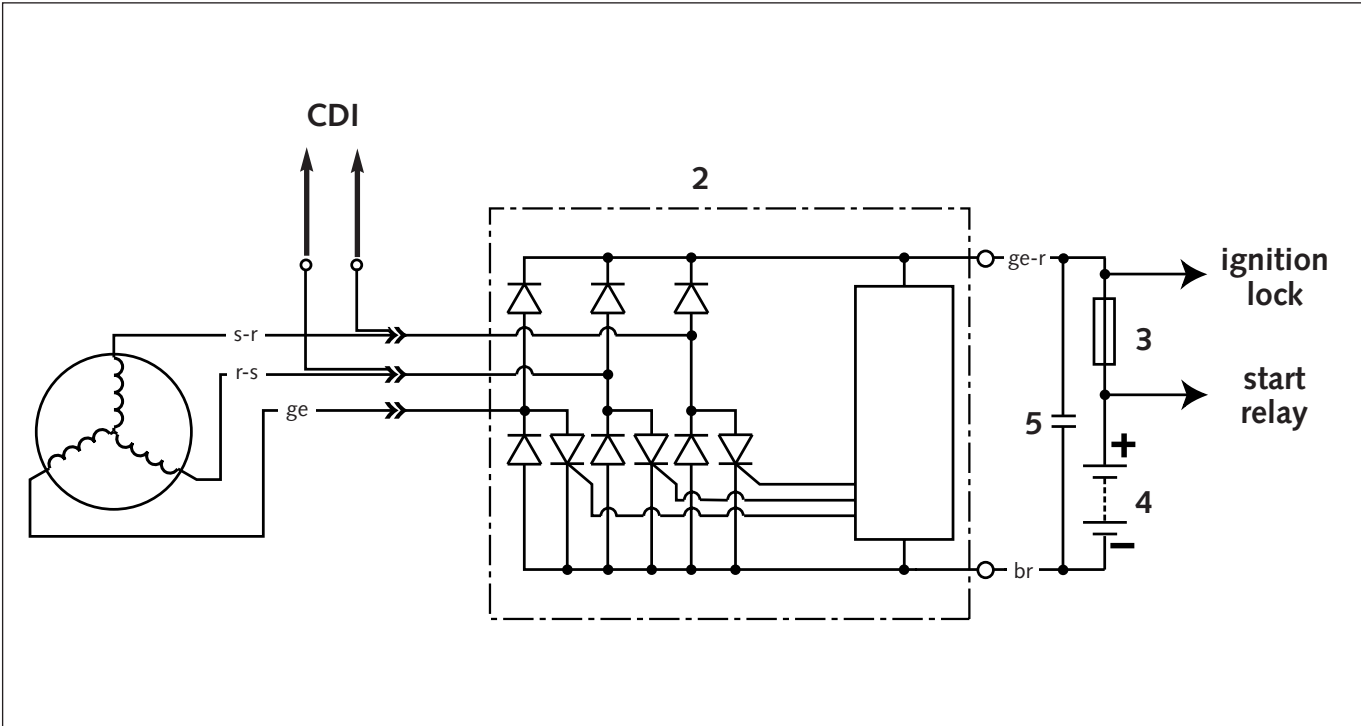 CDI
2
ge-r
ignition
lock
s-r
3
r-s
start
relay
ge
5
+
4
−
br